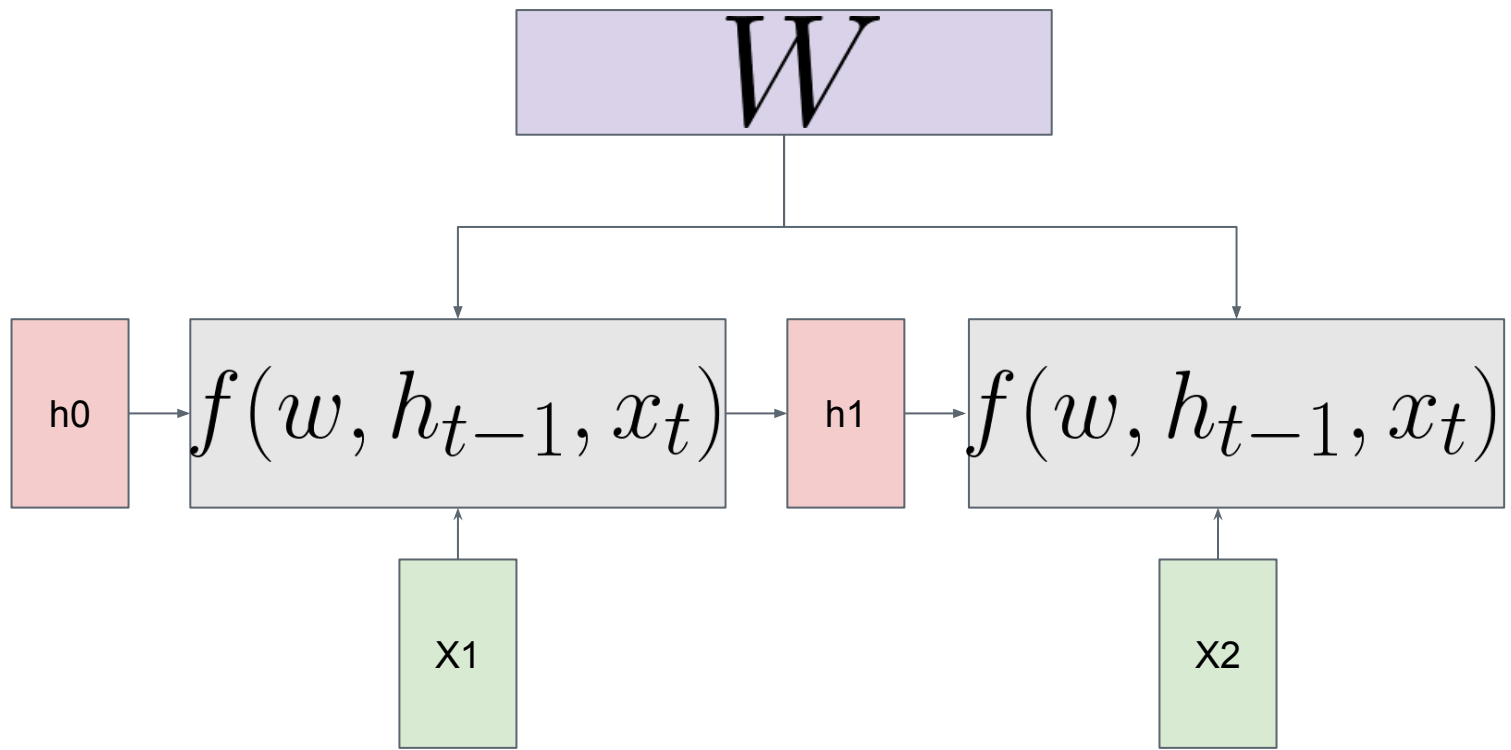 W
h0
f(w, h_{t-1}, x_t)
h1
f(w, h_{t-1}, x_t)
X1
X2